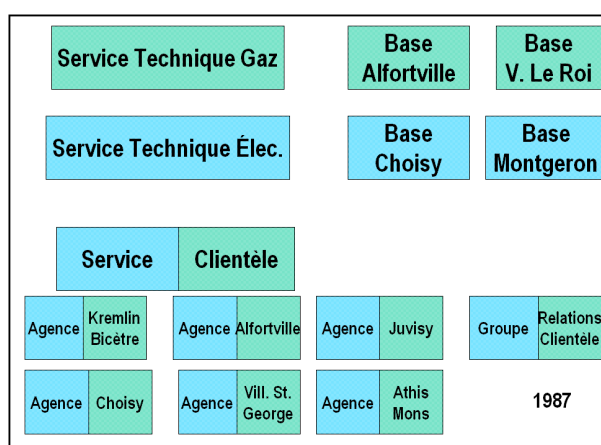 Service Technique Gaz
Base
Alfortville
Base
V. Le Roi
Service Technique Élec.
Base
Choisy
Base
Montgeron
Service Clientèle
Agence
Kremlin
Bicètre
Agence Alfortville
Agence Juvisy
Groupe
Relations
Clientèle
Agence Choisy
Agence
Vill. St.
George
Agence
Athis
Mons
1987